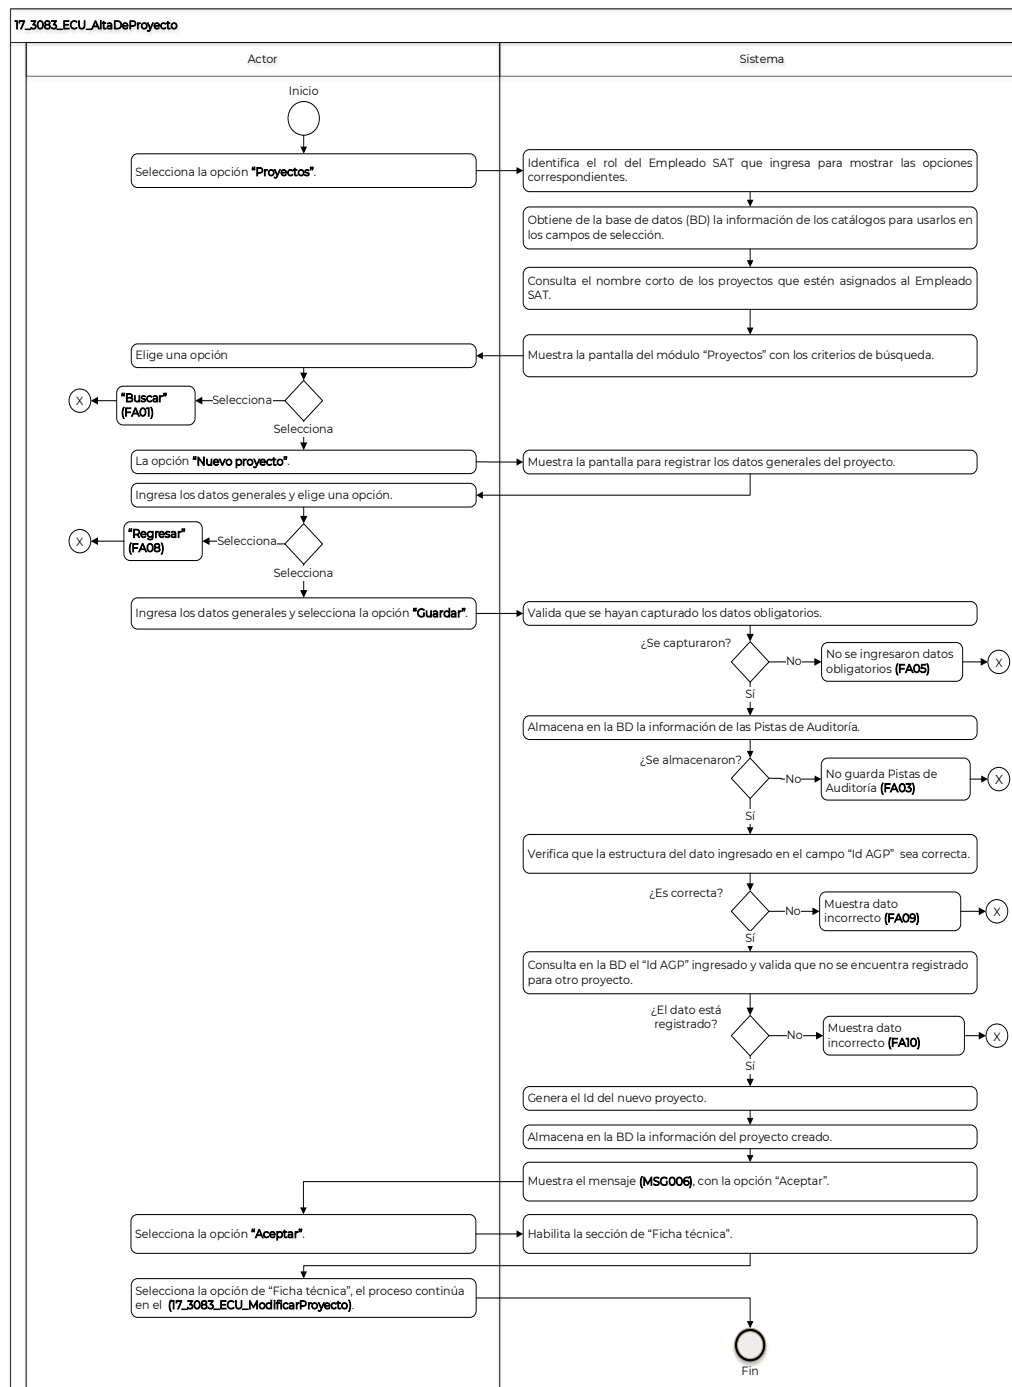 17_3083_ECU_AltaDeProyecto
Actor
Sistema
Inicio
Selecciona la opción “Proyectos”.
Identifica el rol del Empleado SAT que ingresa para mostrar las opciones
correspondientes.
Obtiene de la base de datos (BD) la información de los catálogos para usarlos en
los campos de selección.
Consulta el nombre corto de los proyectos que estén asignados al Empleado
SAT.
Muestra la pantalla del módulo “Proyectos” con los criterios de búsqueda.
Elige una opción
X
“Buscar”
(FA01)
Selecciona
Selecciona
La opción “Nuevo proyecto”.
Muestra la pantalla para registrar los datos generales del proyecto.
Ingresa los datos generales y elige una opción.
X
“Regresar”
(FA08)
Selecciona
Selecciona
Ingresa los datos generales y selecciona la opción “Guardar”.
Valida que se hayan capturado los datos obligatorios.
¿Se capturaron?
No
No se ingresaron datos
obligatorios (FA05)
X
Sí
Almacena en la BD la información de las Pistas de Auditoría.
¿Se almacenaron?
No
No guarda Pistas de
Auditoría (FA03)
X
Sí
Verifica que la estructura del dato ingresado en el campo “Id AGP” sea correcta.
¿Es correcta?
No
Muestra dato
incorrecto (FA09)
X
Sí
Consulta en la BD el “Id AGP” ingresado y valida que no se encuentra registrado
para otro proyecto.
¿El dato está
registrado?
No
Muestra dato
incorrecto (FA10)
X
Sí
Genera el Id del nuevo proyecto.
Almacena en la BD la información del proyecto creado.
Muestra el mensaje (MSG006), con la opción “Aceptar”.
Selecciona la opción “Aceptar”.
Habilita la sección de “Ficha técnica”.
Selecciona la opción de “Ficha técnica”, el proceso continúa
en el (17_3083_ECU_ModificarProyecto).
Fin